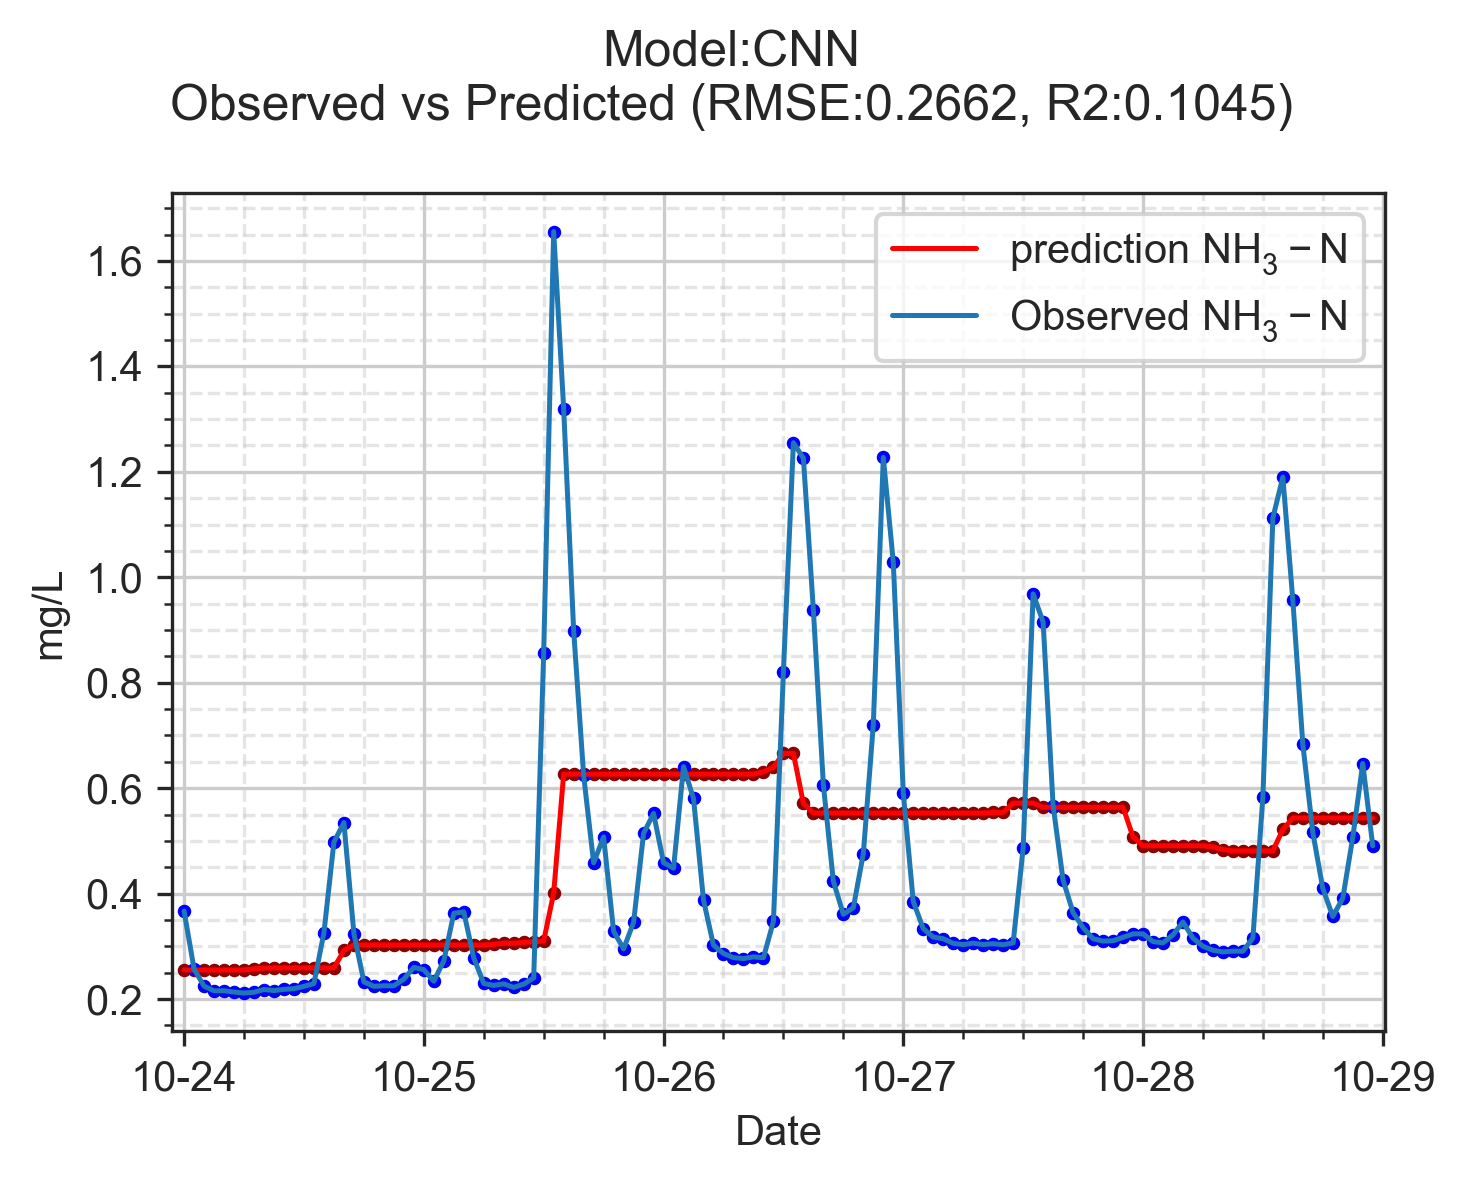 Model:CNN
Observed vs Predicted (RMSE:0.2662, R2:0.1045)
prediction NH₃ − N
Observed NH₃ − N
mg/L
1.6
1.4
1.2
1.0
0.8
0.6
0.4
0.2
10-24 10-25 10-26 10-27 10-28 10-29
Date